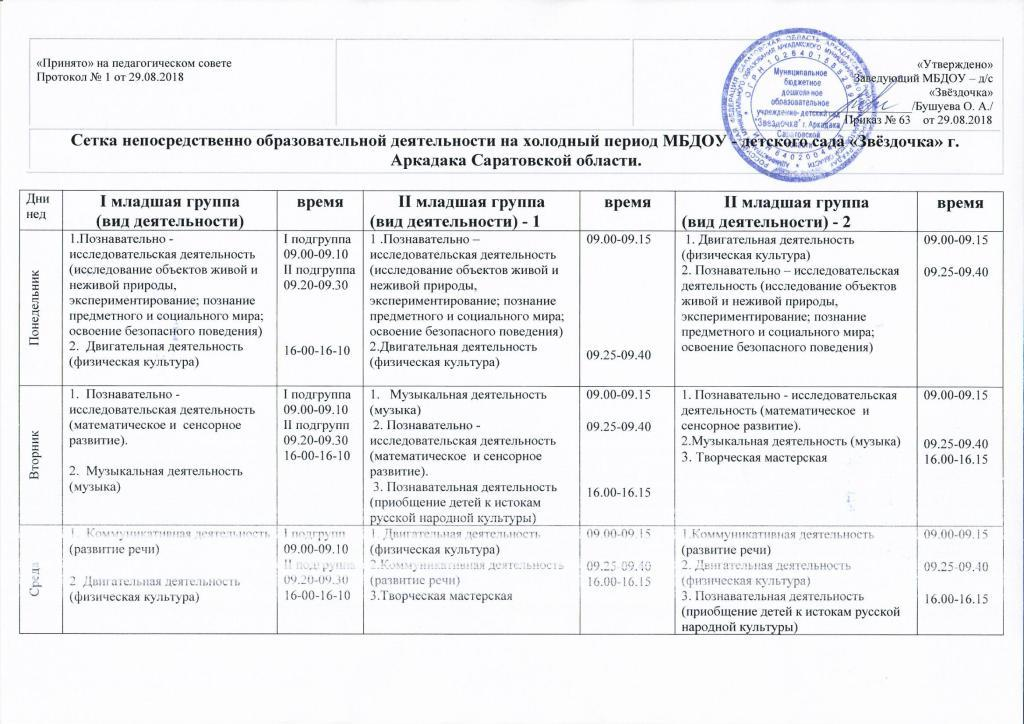 «Принято» на педагогическом совете
Протокол № 1 от 29.08.2018
«Утверждено»
Заведующий МБДОУ – д/с
«Звёздочка»
/Бушуева О. А./
Приказ № 63 от 29.08.2018
Муниципальное
бюджетное
дошкольное
образовательное
учреждение- детский сад
"Звездочка" г. Аркадака
Саратовской
области
Сетка непосредственно образовательной деятельности на холодный период МБДОУ - детского сада «Звёздочка» г.
Аркадака Саратовской области.
Дни
нед
I младшая группа
(вид деятельности)
время
II младшая группа
(вид деятельности) - 1
время
II младшая группа
(вид деятельности) - 2
время
Понедельник
1.Познавательно -
исследовательская деятельность
(исследование объектов живой и
неживой природы,
экспериментирование; познание
предметного и социального мира;
освоение безопасного поведения)
2. Двигательная деятельность
(физическая культура)
I подгруппа
09.00-09.10
II подгруппа
09.20-09.30
16-00-16-10
1 .Познавательно –
исследовательская деятельность
(исследование объектов живой и
неживой природы,
экспериментирование; познание
предметного и социального мира;
освоение безопасного поведения)
2.Двигательная деятельность
(физическая культура)
09.00-09.15
09.25-09.40
1. Двигательная деятельность
(физическая культура)
2. Познавательно – исследовательская
деятельность (исследование объектов
живой и неживой природы,
экспериментирование; познание
предметного и социального мира;
освоение безопасного поведения)
09.00-09.15
09.25-09.40
Вторник
1. Познавательно -
исследовательская деятельность
(математическое и сенсорное
развитие).
2. Музыкальная деятельность
(музыка)
I подгруппа
09.00-09.10
II подгрупп
09.20-09.30
16-00-16-10
1. Музыкальная деятельность
(музыка)
2. Познавательно -
исследовательская деятельность
(математическое и сенсорное
развитие).
3. Познавательная деятельность
(приобщение детей к истокам
русской народной культуры)
09.00-09.15
09.25-09.40
16.00-16.15
1. Познавательно - исследовательская
деятельность (математическое и
сенсорное развитие).
2.Музыкальная деятельность (музыка)
3. Творческая мастерская
09.00-09.15
09.25-09.40
16.00-16.15
Среда
1. Коммуникативная деятельность
(развитие речи)
2 Двигательная деятельность
(физическая культура)
I подгрупп
09.00-09.10
II подгруппа
09.20-09.30
16-00-16-10
1. Двигательная деятельность
(физическая культура)
2.Коммуникативная деятельность
(развитие речи)
3.Творческая мастерская
09.00-09.15
09.25-09.40
16.00-16.15
1.Коммуникативная деятельность
(развитие речи)
2. Двигательная деятельность
(физическая культура)
3. Познавательная деятельность
(приобщение детей к истокам русской
народной культуры)
09.00-09.15
09.25-09.40
16.00-16.15